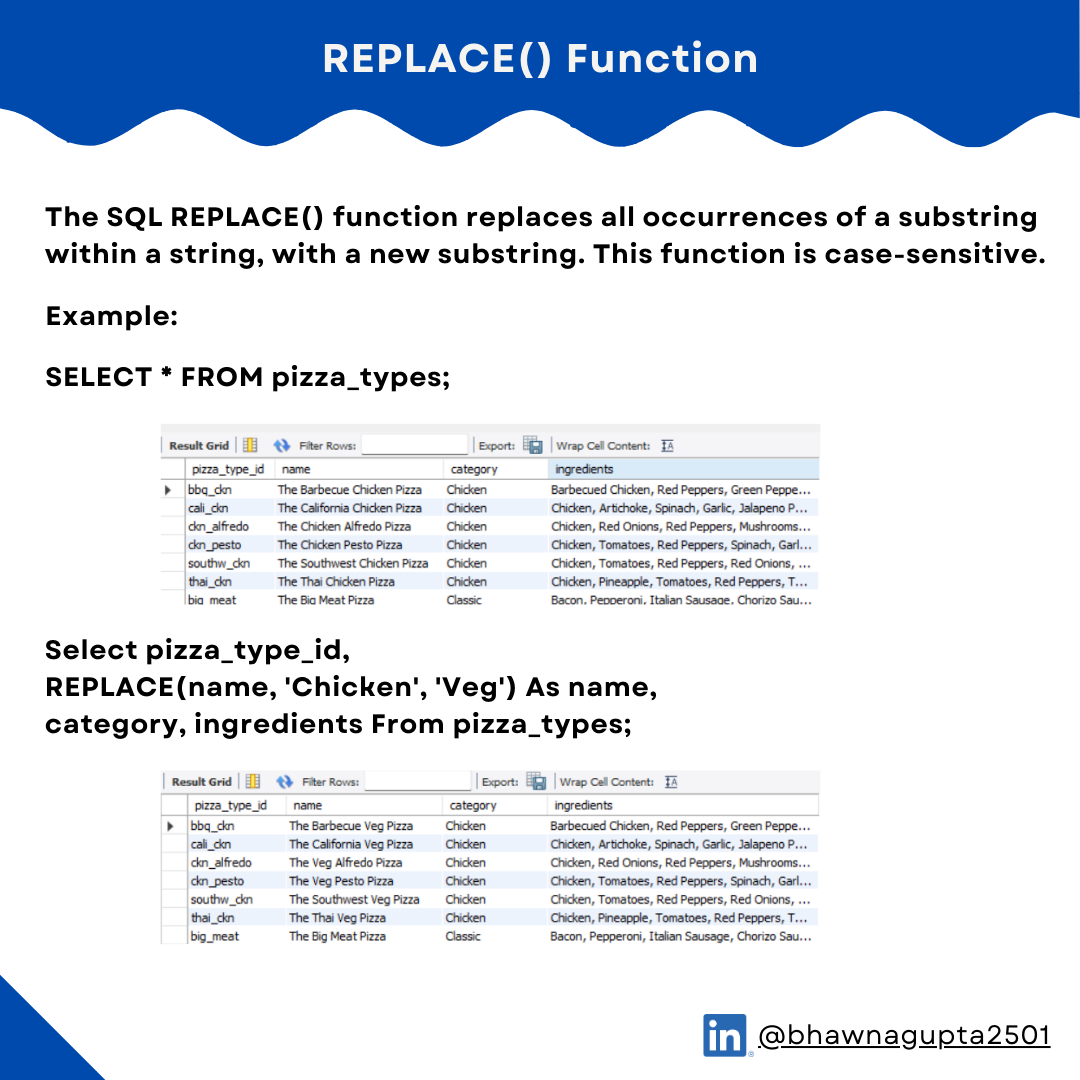 REPLACE() Function
The SQL REPLACE() function replaces all occurrences of a substring
within a string, with a new substring. This function is case-sensitive.
Example:
SELECT * FROM pizza_types;
Result Grid Filter Rows: Export: Wrap Cell Content: IA
pizza_type_id name category ingredients
bbq_ckn The Barbecue Chicken Pizza Chicken Barbecued Chicken, Red Peppers, Green Peppe...
cali_ckn The California Chicken Pizza Chicken Chicken, Artichoke, Spinach, Garlic, Jalapeno P...
ckn_alfredo The Chicken Alfredo Pizza Chicken Chicken, Red Onions, Red Peppers, Mushrooms...
ckn_pesto The Chicken Pesto Pizza Chicken Chicken, Tomatoes, Red Peppers, Spinach, Garl...
southw_ckn The Southwest Chicken Pizza Chicken Chicken, Tomatoes, Red Peppers, Red Onions, ...
thai_ckn The Thai Chicken Pizza Chicken Chicken, Pineapple, Tomatoes, Red Peppers, T...
big_meat The Big Meat Pizza Classic Bacon, Pepperoni, Italian Sausage, Chorizo Sau...
Select pizza_type_id,
REPLACE(name, 'Chicken', 'Veg') As name,
category, ingredients From pizza_types;
Result Grid Filter Rows: Export: Wrap Cell Content: IA
pizza_type_id name category ingredients
bbq_ckn The Barbecue Veg Pizza Chicken Barbecued Chicken, Red Peppers, Green Peppe...
cali_ckn The California Veg Pizza Chicken Chicken, Artichoke, Spinach, Garlic, Jalapeno P...
ckn_alfredo The Veg Alfredo Pizza Chicken Chicken, Red Onions, Red Peppers, Mushrooms...
ckn_pesto The Veg Pesto Pizza Chicken Chicken, Tomatoes, Red Peppers, Spinach, Garl...
southw_ckn The Southwest Veg Pizza Chicken Chicken, Tomatoes, Red Peppers, Red Onions, ...
thai_ckn The Thai Veg Pizza Chicken Chicken, Pineapple, Tomatoes, Red Peppers, T...
big_meat The Big Meat Pizza Classic Bacon, Pepperoni, Italian Sausage, Chorizo Sau...
in @bhawnagupta2501